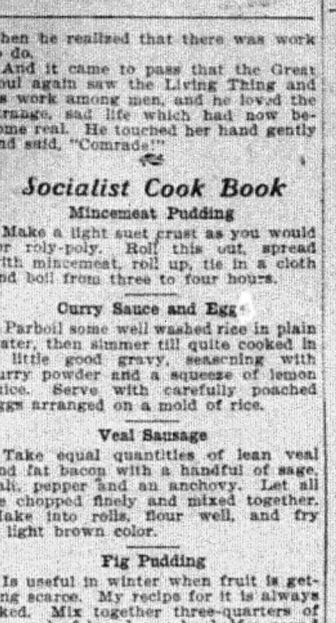 hen he realized that there was work
do.
And it came to pass that the Great
oul again saw the Living Thing and
s work among men, and he loved the
range, sad life which had now be-
ome real. He touched her hand gently
nd said, "Comrade!"
Socialist Cook Book
Mincemeat Pudding
Make a light suet crust as you would
or roly-poly. Roll this out, spread
ith mincemeat, roll up, tie in a cloth
nd boil from three to four hours.
Curry Sauce and Egg
Parboil some well washed rice in plain
ater, then simmer till quite cooked in
little good gravy, seasoning with
urry powder and a squeeze of lemon
uice. Serve with carefully poached
ggs arranged on a mold of rice.
Veal Sausage
Take equal quantities of lean veal
nd fat bacon with a handful of sage,
alt, pepper and an anchovy. Let all
e chopped finely and mixed together.
Make into rolls, flour well, and fry
light brown color.
Fig Pudding
Is useful in winter when fruit is get-
ng scarce. My recipe for it is always
ked. Mix together three-quarters of